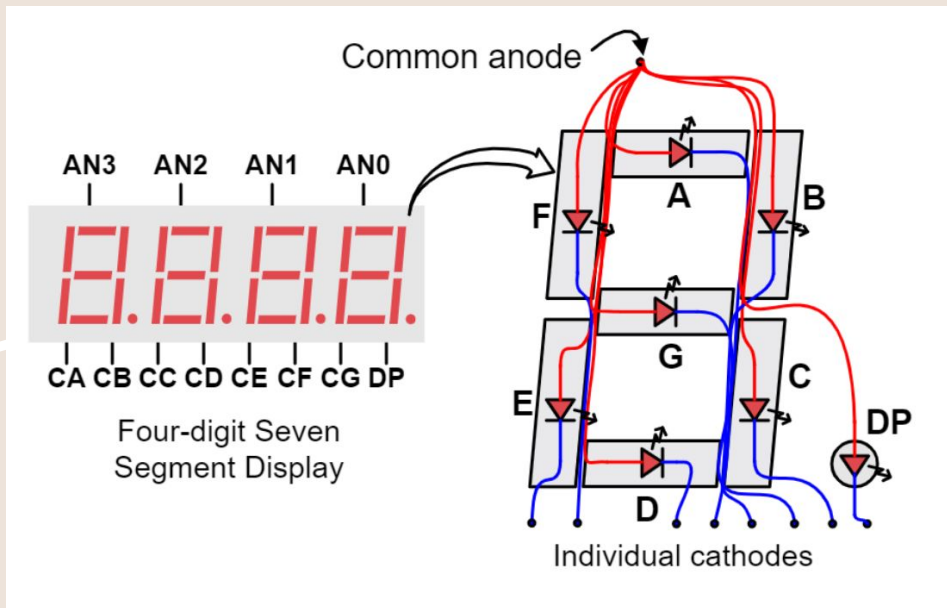 Common anode
AN3 AN2 AN1 AN0
A
F
B
G
E
C
DP
D
CA CB CC CD CE CF CG DP
Four-digit Seven
Segment Display
Individual cathodes